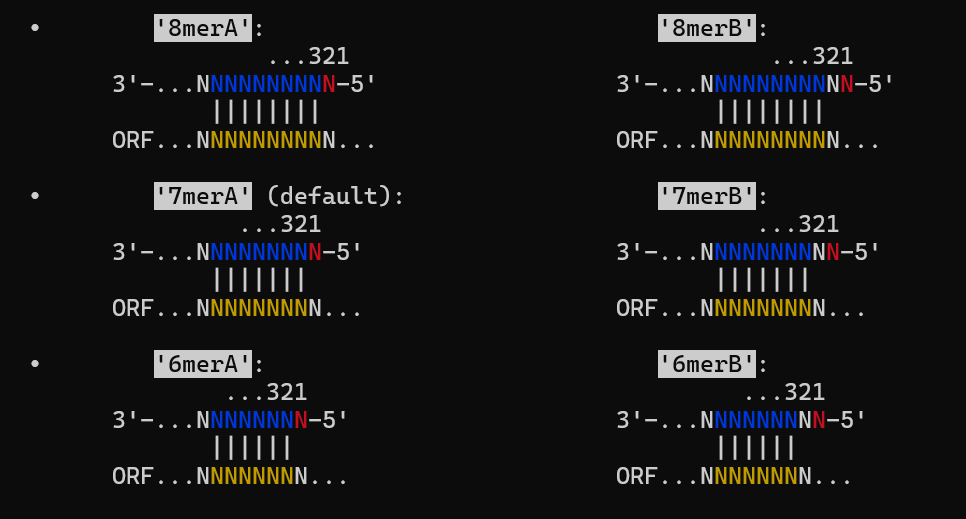 • '8merA': '8merB':
...321 ...321
3'-...NNNNNNNNNN-5' 3'-...NNNNNNNNNNN-5'
|||||||| ||||||||
ORF...NNNNNNNNNN... ORF...NNNNNNNNNN...
• '7merA' (default): '7merB':
...321 ...321
3'-...NNNNNNNNN-5' 3'-...NNNNNNNNNN-5'
||||||| |||||||
ORF...NNNNNNNNN... ORF...NNNNNNNNN...
• '6merA': '6merB':
...321 ...321
3'-...NNNNNNNN-5' 3'-...NNNNNNNNN-5'
|||||| ||||||
ORF...NNNNNNNN... ORF...NNNNNNNN...